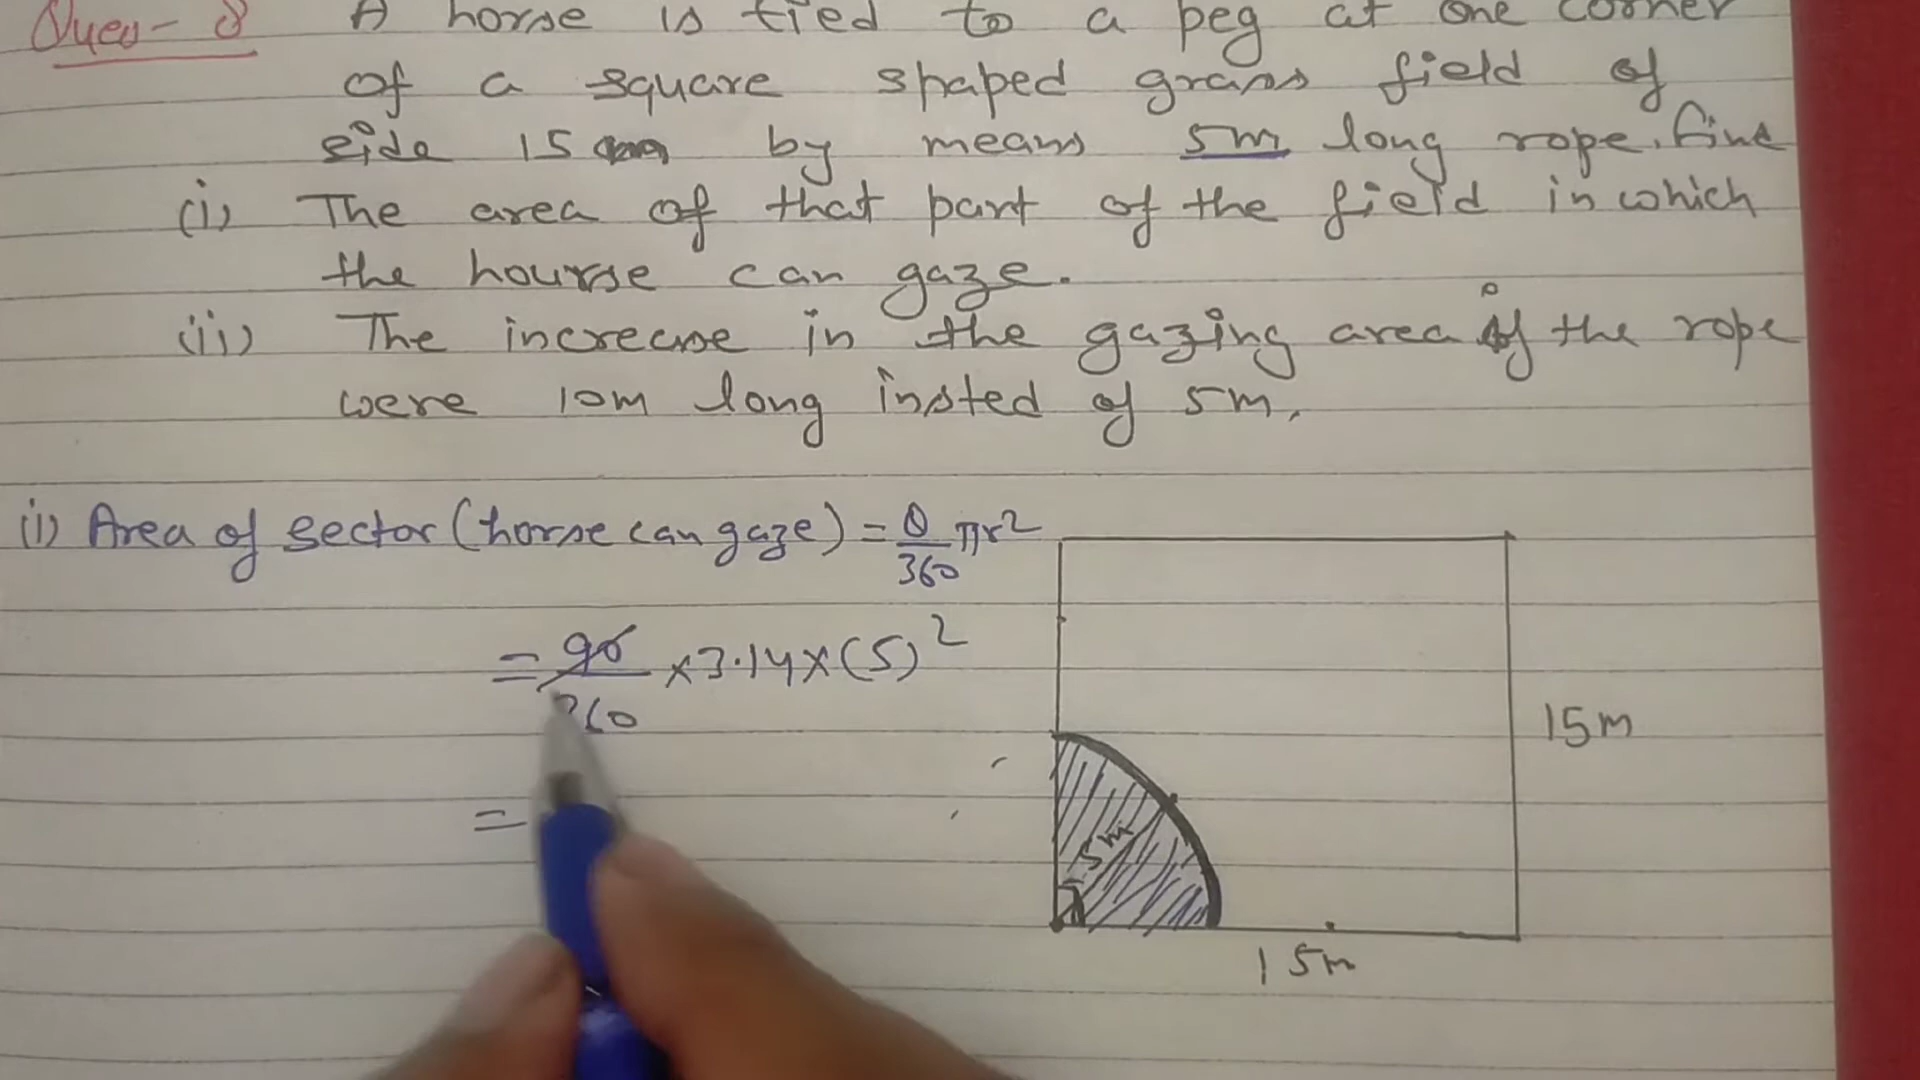 Ques- 8 A horse is tied to a peg at one corner
of a square shaped grass field of
side 15 by means 5m long rope. find
(i) The area of that part of the field in which
the hourse can gaze.
(ii) The increase in the gazing area if the rope
were 10m long insted of 5m.
(i) Area of sector (horse can gaze) = θ/360 πr²
= 90/360 × 3.14 × (5)²
=
5m
15m
15m